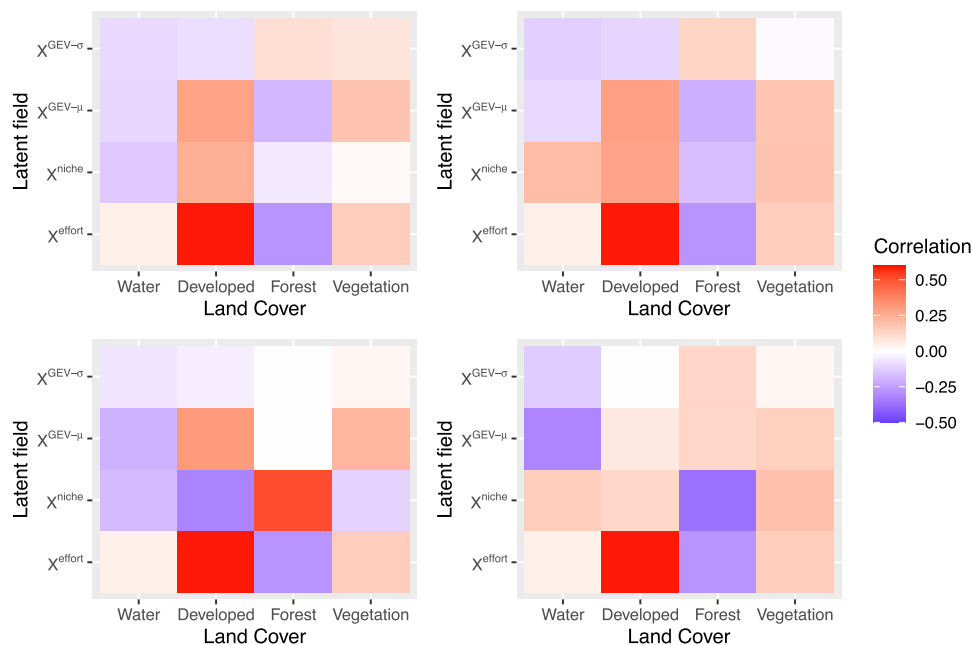 Latent field
X^GEV−σ
X^GEV−μ
X^niche
X^effort
Water Developed Forest Vegetation
Land Cover
Latent field
X^GEV−σ
X^GEV−μ
X^niche
X^effort
Water Developed Forest Vegetation
Land Cover
Correlation
0.50
0.25
0.00
−0.25
−0.50
Latent field
X^GEV−σ
X^GEV−μ
X^niche
X^effort
Water Developed Forest Vegetation
Land Cover
Latent field
X^GEV−σ
X^GEV−μ
X^niche
X^effort
Water Developed Forest Vegetation
Land Cover